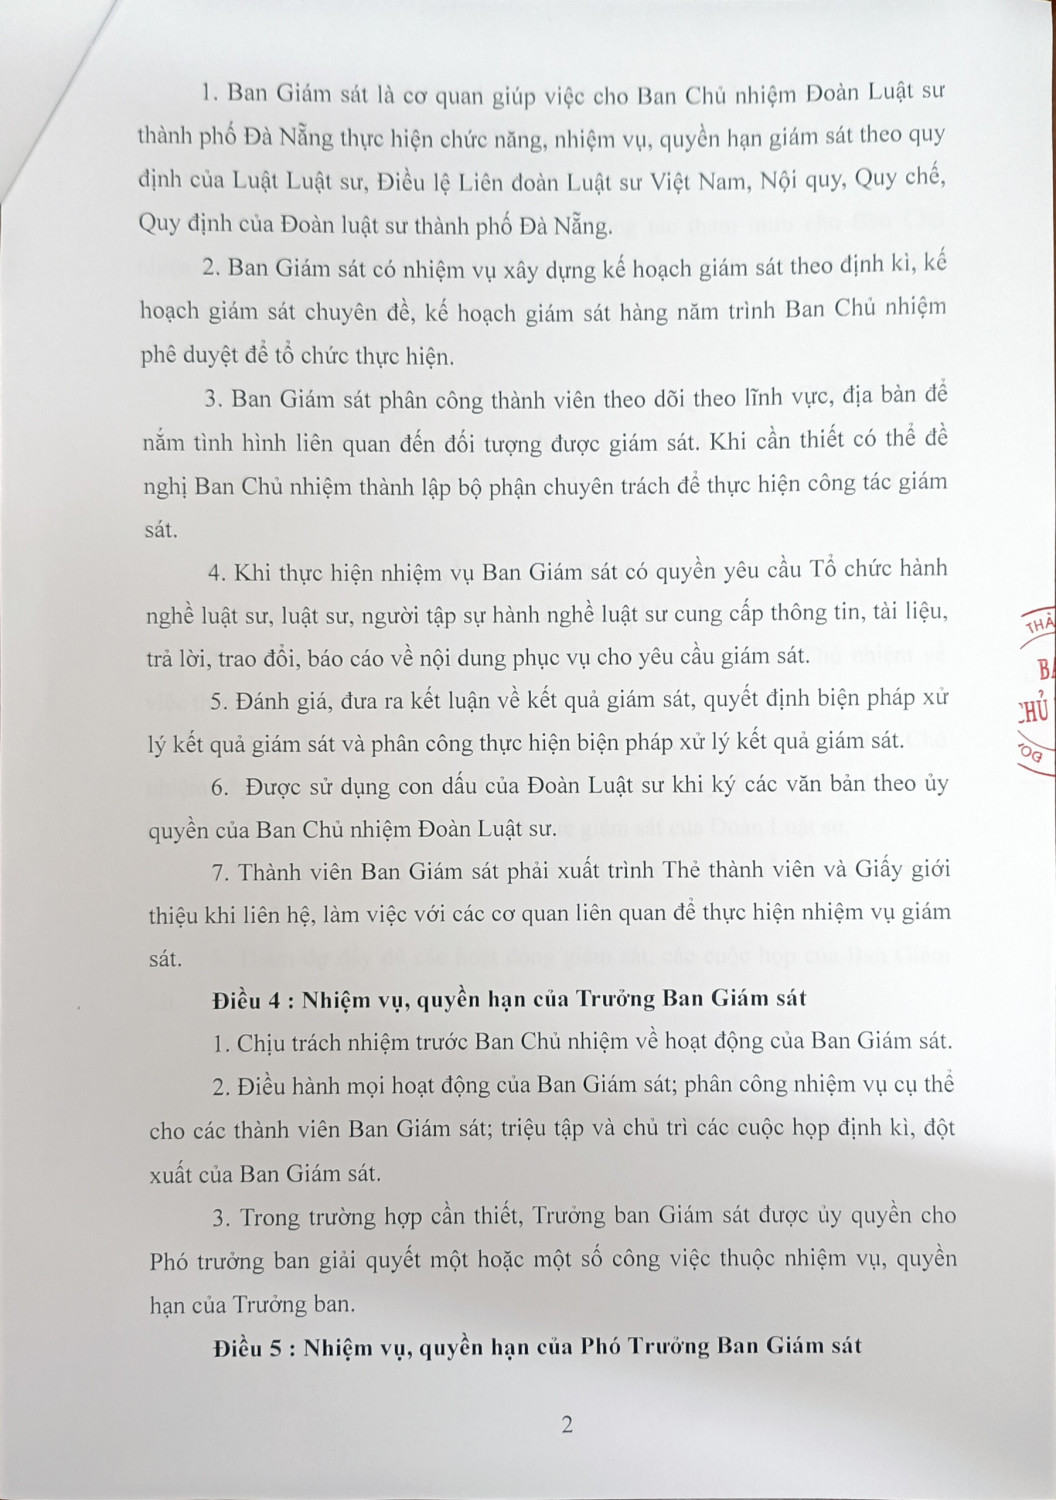 1. Ban Giám sát là cơ quan giúp việc cho Ban Chủ nhiệm Đoàn Luật sư
thành phố Đà Nẵng thực hiện chức năng, nhiệm vụ, quyền hạn giám sát theo quy
định của Luật Luật sư, Điều lệ Liên đoàn Luật sư Việt Nam, Nội quy, Quy chế,
Quy định của Đoàn luật sư thành phố Đà Nẵng.
2. Ban Giám sát có nhiệm vụ xây dựng kế hoạch giám sát theo định kì, kế
hoạch giám sát chuyên đề, kế hoạch giám sát hàng năm trình Ban Chủ nhiệm
phê duyệt để tổ chức thực hiện.
3. Ban Giám sát phân công thành viên theo dõi theo lĩnh vực, địa bàn để
nắm tình hình liên quan đến đối tượng được giám sát. Khi cần thiết có thể đề
nghị Ban Chủ nhiệm thành lập bộ phận chuyên trách để thực hiện công tác giám
sát.
4. Khi thực hiện nhiệm vụ Ban Giám sát có quyền yêu cầu Tổ chức hành
nghề luật sư, luật sư, người tập sự hành nghề luật sư cung cấp thông tin, tài liệu,
trả lời, trao đổi, báo cáo về nội dung phục vụ cho yêu cầu giám sát.
5. Đánh giá, đưa ra kết luận về kết quả giám sát, quyết định biện pháp xử
lý kết quả giám sát và phân công thực hiện biện pháp xử lý kết quả giám sát.
6. Được sử dụng con dấu của Đoàn Luật sư khi ký các văn bản theo ủy
quyền của Ban Chủ nhiệm Đoàn Luật sư.
7. Thành viên Ban Giám sát phải xuất trình Thẻ thành viên và Giấy giới
thiệu khi liên hệ, làm việc với các cơ quan liên quan để thực hiện nhiệm vụ giám
sát.
Điều 4 : Nhiệm vụ, quyền hạn của Trưởng Ban Giám sát
1. Chịu trách nhiệm trước Ban Chủ nhiệm về hoạt động của Ban Giám sát.
2. Điều hành mọi hoạt động của Ban Giám sát; phân công nhiệm vụ cụ thể
cho các thành viên Ban Giám sát; triệu tập và chủ trì các cuộc họp định kì, đột
xuất của Ban Giám sát.
3. Trong trường hợp cần thiết, Trưởng ban Giám sát được ủy quyền cho
Phó trưởng ban giải quyết một hoặc một số công việc thuộc nhiệm vụ, quyền
hạn của Trưởng ban.
Điều 5 : Nhiệm vụ, quyền hạn của Phó Trưởng Ban Giám sát
2